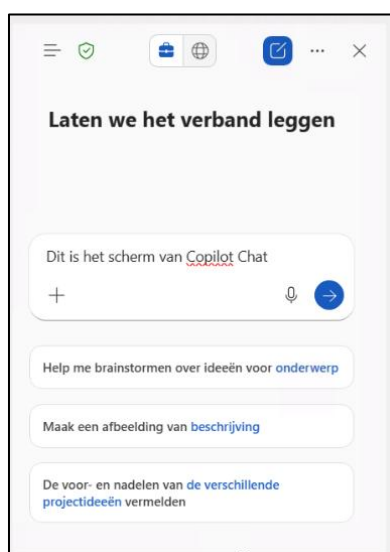 Laten we het verband leggen
Dit is het scherm van Copilot Chat
Help me brainstormen over ideeën voor onderwerp
Maak een afbeelding van beschrijving
De voor- en nadelen van de verschillende
projectideeën vermelden